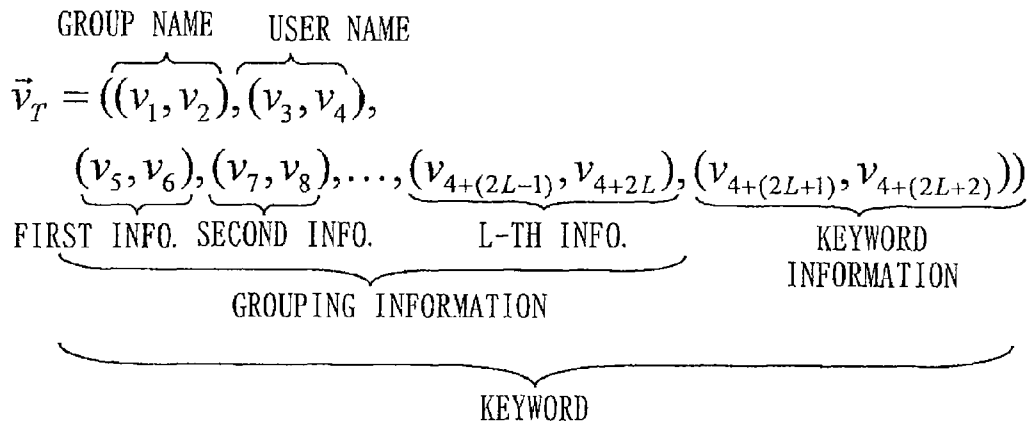 GROUP NAME USER NAME
\vec{v}_T = ((v_1, v_2), (v_3, v_4),
(v_5, v_6), (v_7, v_8), ..., (v_{4+(2L-1)}, v_{4+2L}), (v_{4+(2L+1)}, v_{4+(2L+2)}))
FIRST INFO. SECOND INFO. L-TH INFO. KEYWORD
INFORMATION
GROUPING INFORMATION
KEYWORD